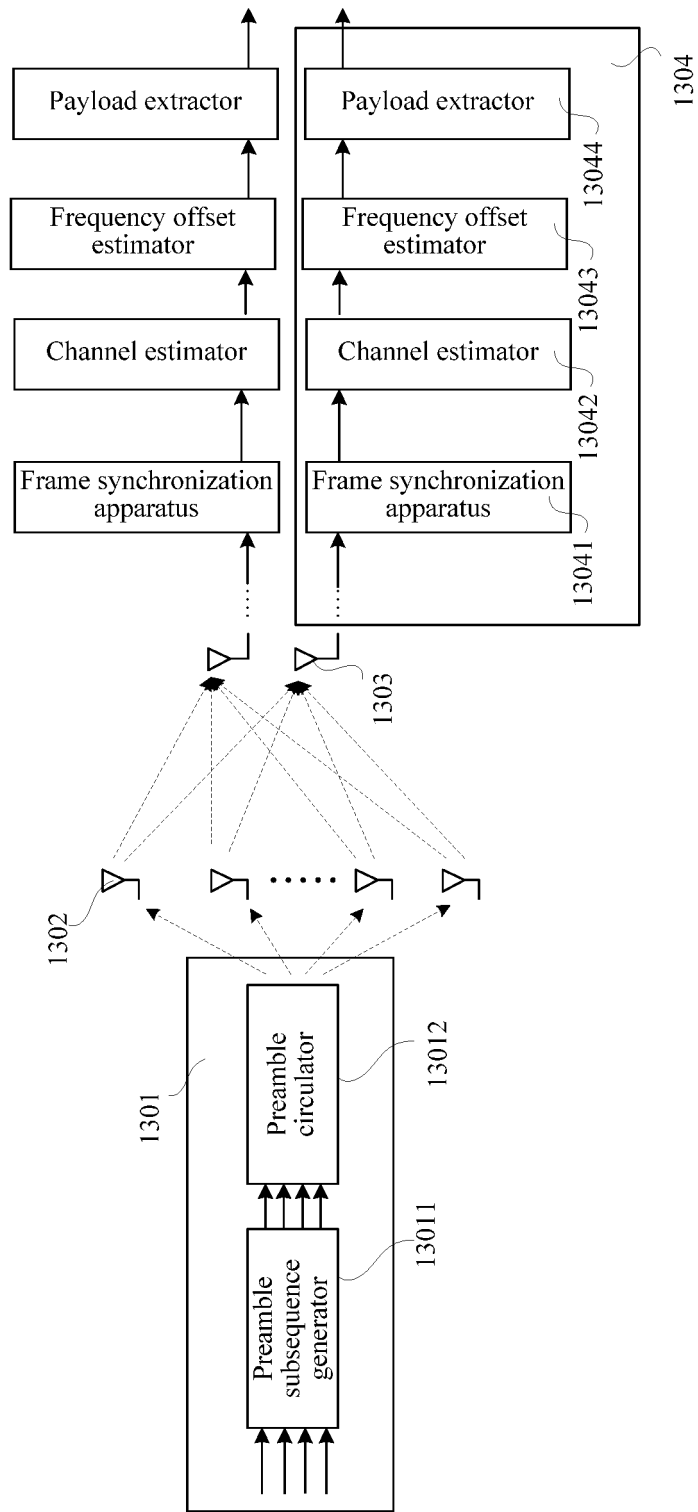 Payload extractor
Payload extractor
1304
13044
Frequency offset
estimator
Frequency offset
estimator
13043
Channel estimator
Channel estimator
13042
Frame synchronization
apparatus
Frame synchronization
apparatus
13041
1303
1302
1301
Preamble
circulator
13012
Preamble
subsequence
generator
13011